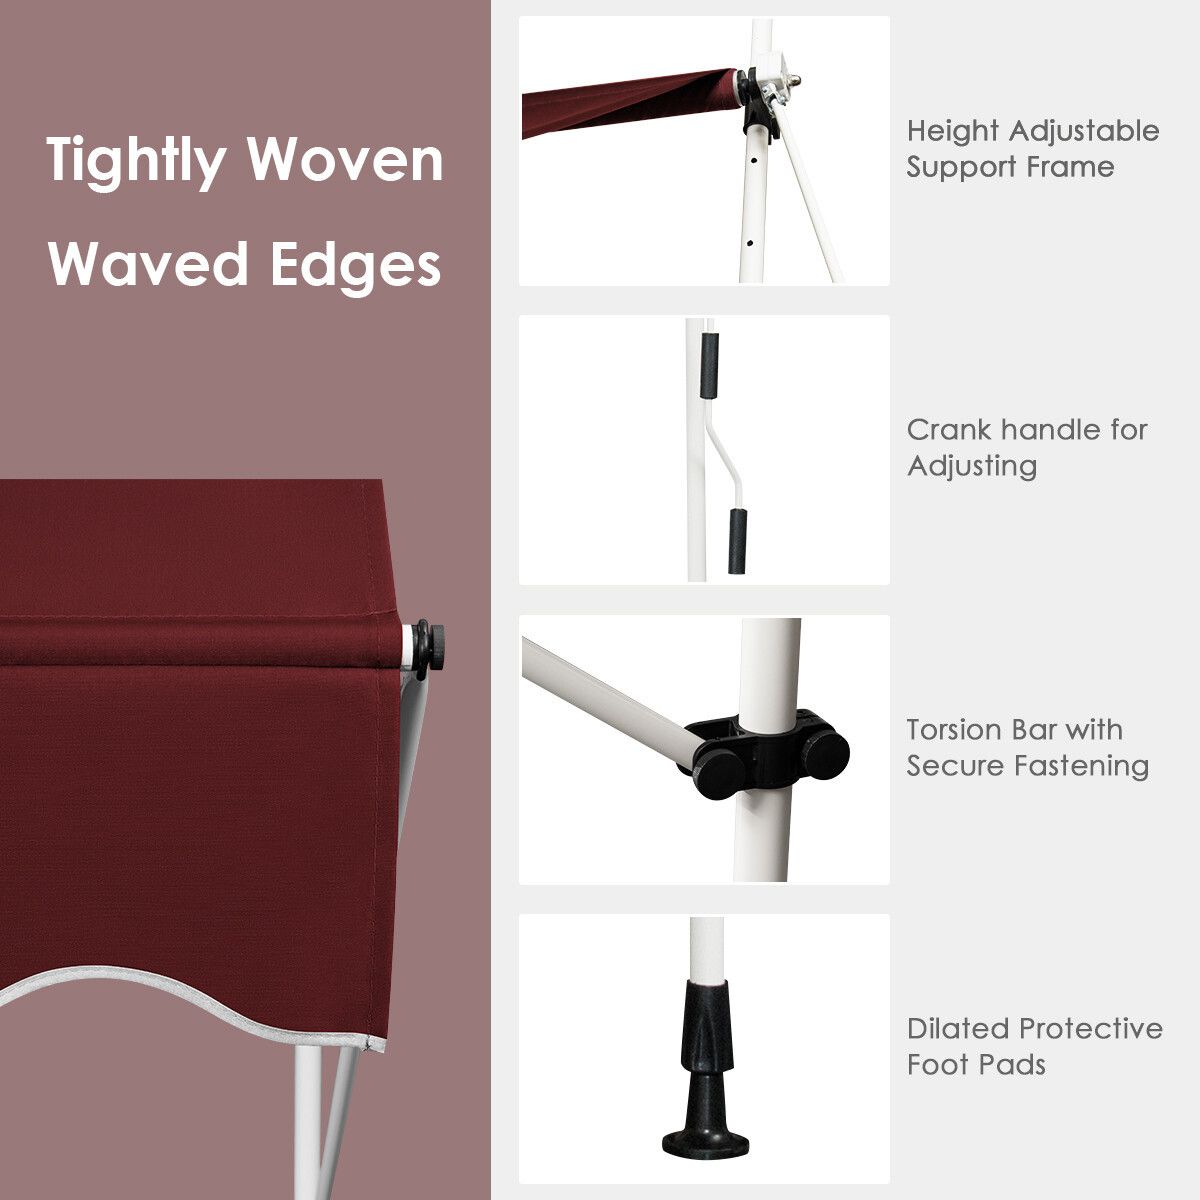 Tightly Woven
Waved Edges
Height Adjustable
Support Frame
Crank handle for
Adjusting
Torsion Bar with
Secure Fastening
Dilated Protective
Foot Pads